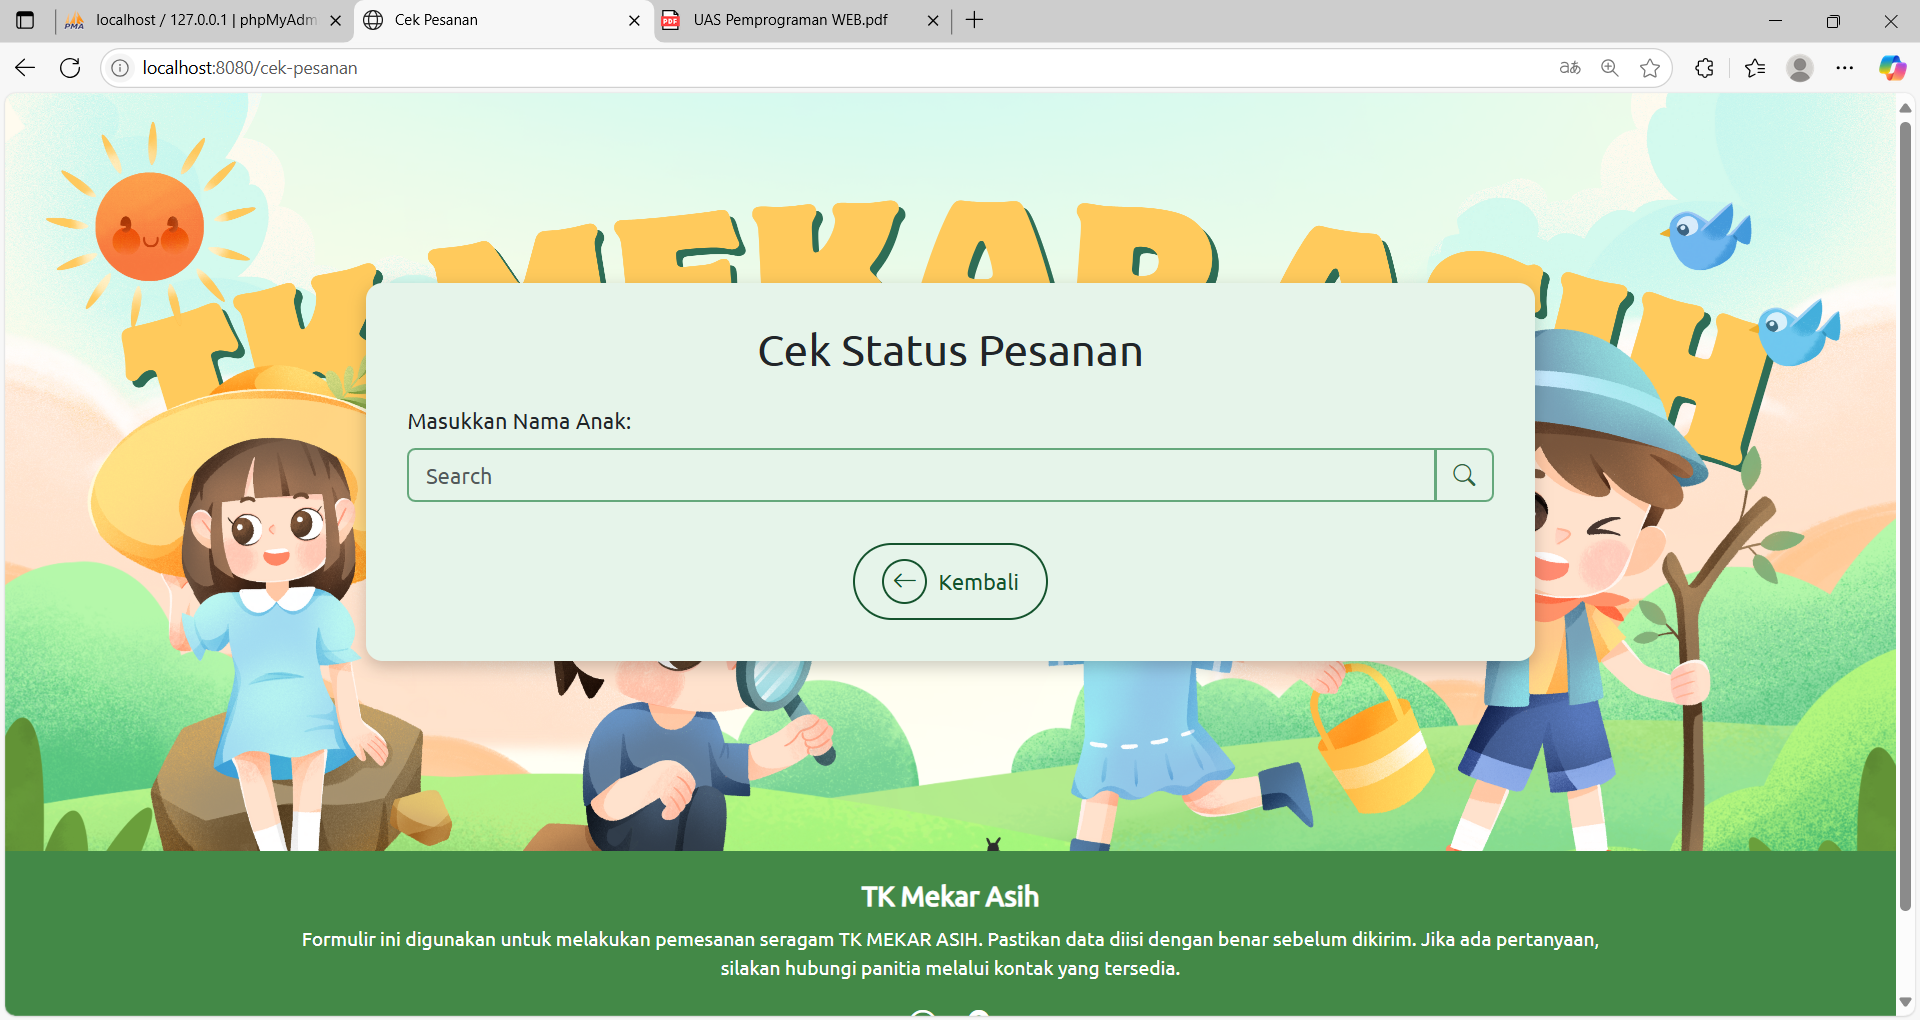 localhost / 127.0.0.1 | phpMyAdm
Cek Pesanan
UAS Pemprograman WEB.pdf
localhost:8080/cek-pesanan
TK MEKAR ASIH
Cek Status Pesanan
Masukkan Nama Anak:
Search
Kembali
TK Mekar Asih
Formulir ini digunakan untuk melakukan pemesanan seragam TK MEKAR ASIH. Pastikan data diisi dengan benar sebelum dikirim. Jika ada pertanyaan,
silakan hubungi panitia melalui kontak yang tersedia.